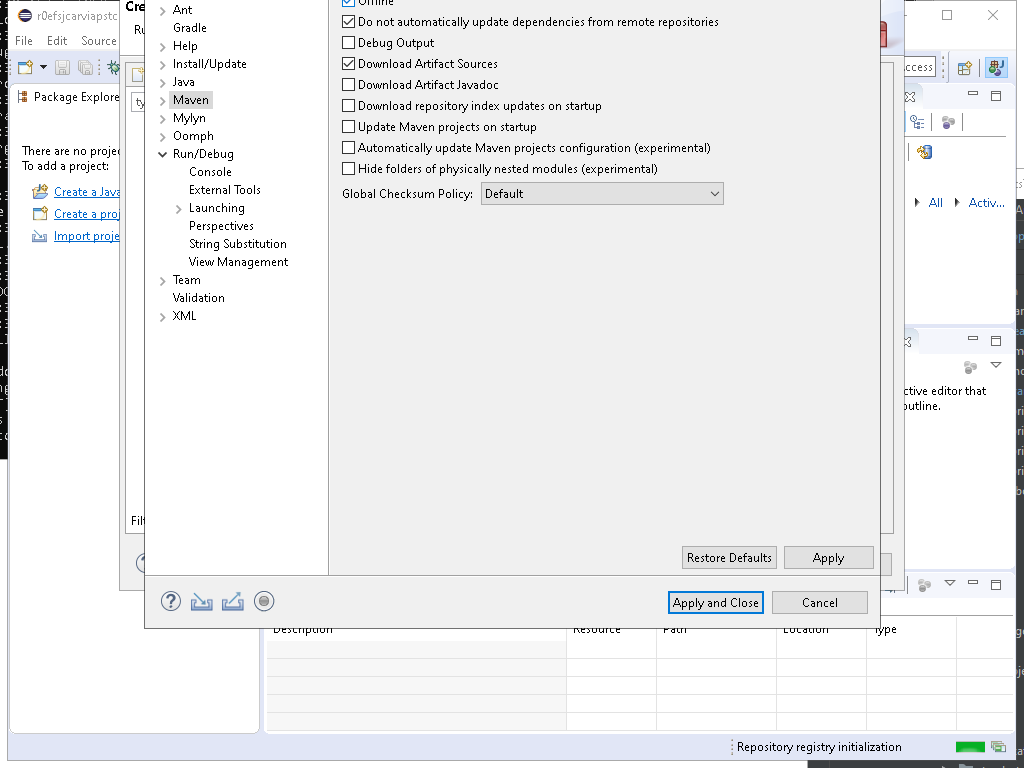 r0efsjcarviapstc
File Edit Source
Cre
Ru
Package Explore
ty
There are no projec
To add a project:
Create a Java
Create a proj
Import proje
Filt
Ant
Gradle
Help
Install/Update
Java
Maven
Mylyn
Oomph
Run/Debug
Console
External Tools
Launching
Perspectives
String Substitution
View Management
Team
Validation
XML
Offline
Do not automatically update dependencies from remote repositories
Debug Output
Download Artifact Sources
Download Artifact Javadoc
Download repository index updates on startup
Update Maven projects on startup
Automatically update Maven projects configuration (experimental)
Hide folders of physically nested modules (experimental)
Global Checksum Policy: Default
Restore Defaults Apply
Apply and Close Cancel
ccess
All Activ...
ctive editor that
outline.
Description Resource Path Location Type
Repository registry initialization